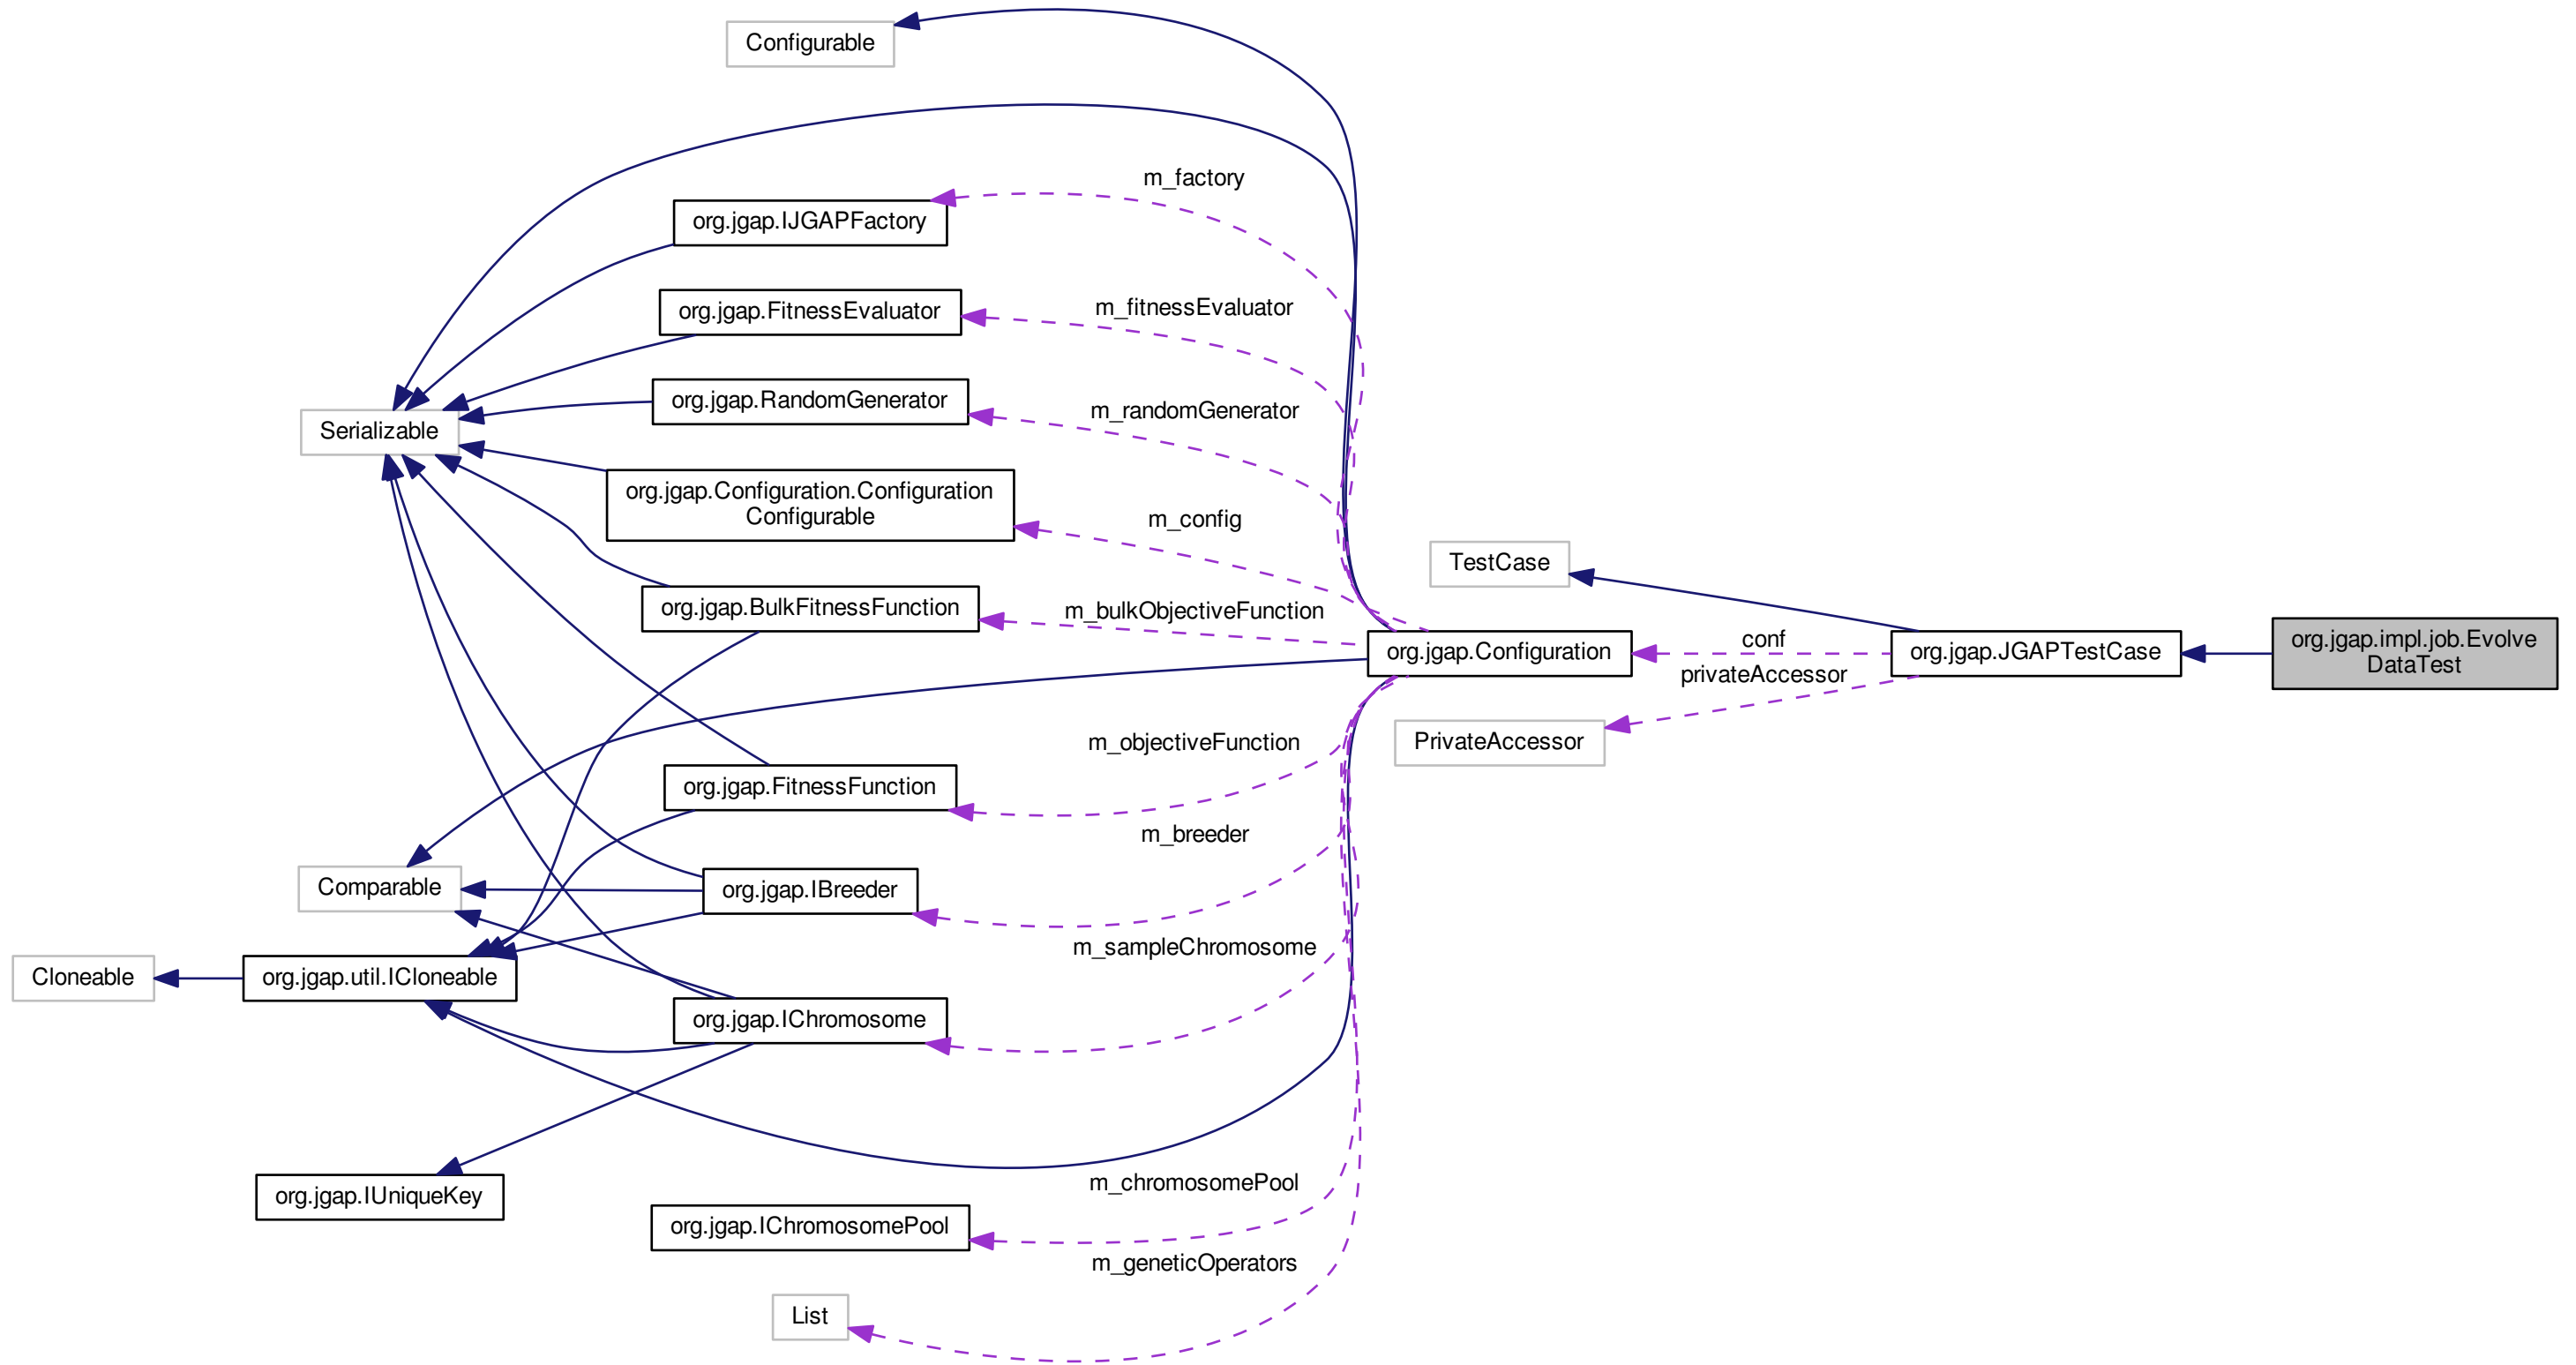 Configurable
m_factory
org.jgap.IJGAPFactory
m_fitnessEvaluator
org.jgap.FitnessEvaluator
m_randomGenerator
org.jgap.RandomGenerator
Serializable
org.jgap.Configuration.Configuration
Configurable
m_config
TestCase
org.jgap.BulkFitnessFunction
m_bulkObjectiveFunction
org.jgap.Configuration
conf
privateAccessor
org.jgap.JGAPTestCase
org.jgap.impl.job.Evolve
DataTest
PrivateAccessor
m_objectiveFunction
org.jgap.FitnessFunction
m_breeder
Comparable
org.jgap.IBreeder
m_sampleChromosome
Cloneable
org.jgap.util.ICloneable
org.jgap.IChromosome
m_chromosomePool
org.jgap.IUniqueKey
org.jgap.IChromosomePool
m_geneticOperators
List